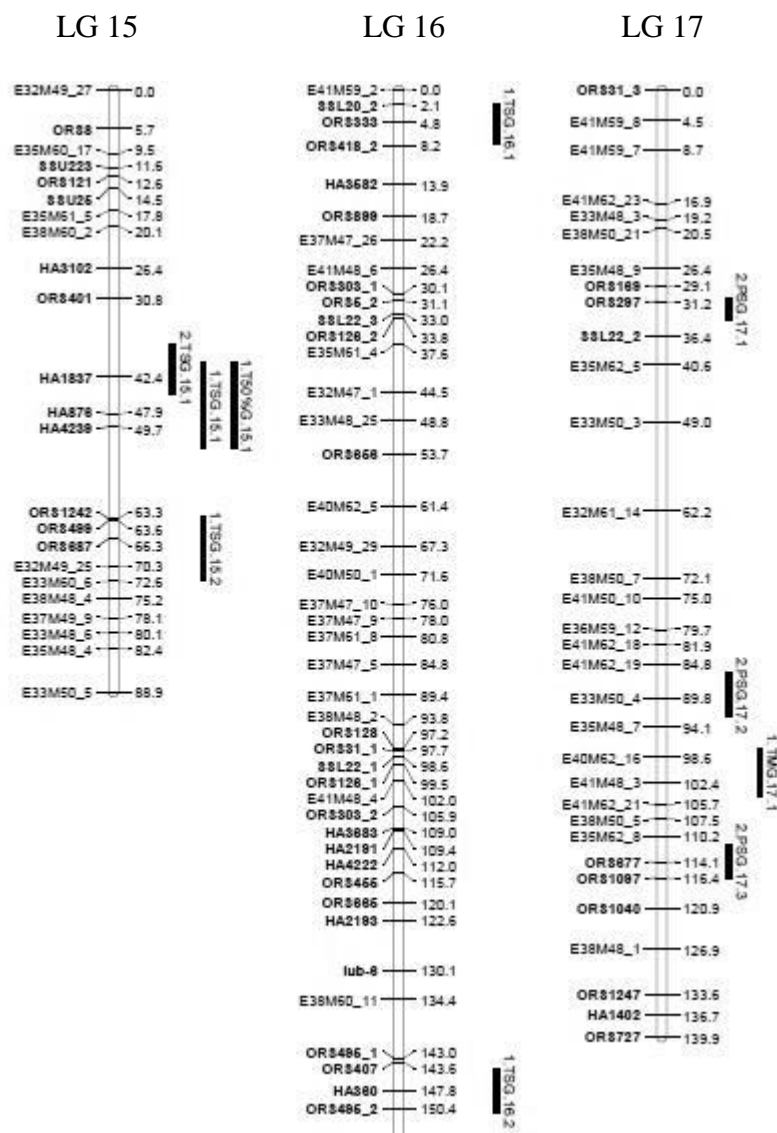 LG 15
E32M49_27 0.0
ORS8 5.7
E35M60_17 9.5
SSU223 11.5
ORS121 12.6
SSU25 14.5
E35M61_5 17.8
E38M60_2 20.1
HA3102 26.4
ORS401 30.8
HA1837 42.4
HA876 47.9
HA4239 49.7
ORS1242 63.3
ORS499 63.6
ORS687 66.3
E32M49_25 70.3
E33M60_6 72.6
E38M48_4 75.2
E37M49_9 78.1
E33M48_6 80.1
E35M48_4 82.4
E33M50_5 88.9
2.TSG.15.1
1.TSG.15.1
1.T50%G.15.1
1.TSG.15.2
LG 16
E41M59_2 0.0
SSL20_2 2.1
ORS333 4.8
ORS418_2 8.2
HA3582 13.9
ORS899 18.7
E37M47_26 22.2
E41M48_6 26.4
ORS303_1 30.1
ORS5_2 31.1
SSL22_3 33.0
ORS126_2 33.8
E35M61_4 37.6
E32M47_1 44.5
E33M48_25 48.8
ORS656 53.7
E40M62_5 61.4
E32M49_29 67.3
E40M50_1 71.6
E37M47_10 76.0
E37M47_9 78.0
E37M61_8 80.8
E37M47_5 84.8
E37M61_1 89.4
E38M48_2 93.8
ORS128 97.2
ORS31_1 97.7
SSL22_1 98.6
ORS126_1 99.5
E41M48_4 102.0
ORS303_2 105.9
HA3683 109.0
HA2191 109.4
HA4222 112.0
ORS455 115.7
ORS665 120.1
HA2193 122.6
lub-6 130.1
E38M60_11 134.4
ORS495_1 143.0
ORS407 143.6
HA360 147.8
ORS495_2 150.4
1.TSG.16.1
1.TSG.16.2
LG 17
ORS31_3 0.0
E41M59_8 4.5
E41M59_7 8.7
E41M62_23 16.9
E33M48_3 19.2
E38M50_21 20.5
E35M48_9 26.4
ORS169 29.1
ORS297 31.2
SSL22_2 36.4
E35M62_5 40.6
E33M50_3 49.0
E32M61_14 62.2
E38M50_7 72.1
E41M50_10 75.0
E36M59_12 79.7
E41M62_18 81.9
E41M62_19 84.8
E33M50_4 89.8
E35M48_7 94.1
E40M62_16 98.6
E41M48_3 102.4
E41M62_21 105.7
E38M50_5 107.5
E35M62_8 110.2
ORS677 114.1
ORS1097 116.4
ORS1040 120.9
E38M48_1 126.9
ORS1247 133.6
HA1402 136.7
ORS727 139.9
2.PSG.17.1
2.PSG.17.2
1.TMG.17.1
2.PSG.17.3